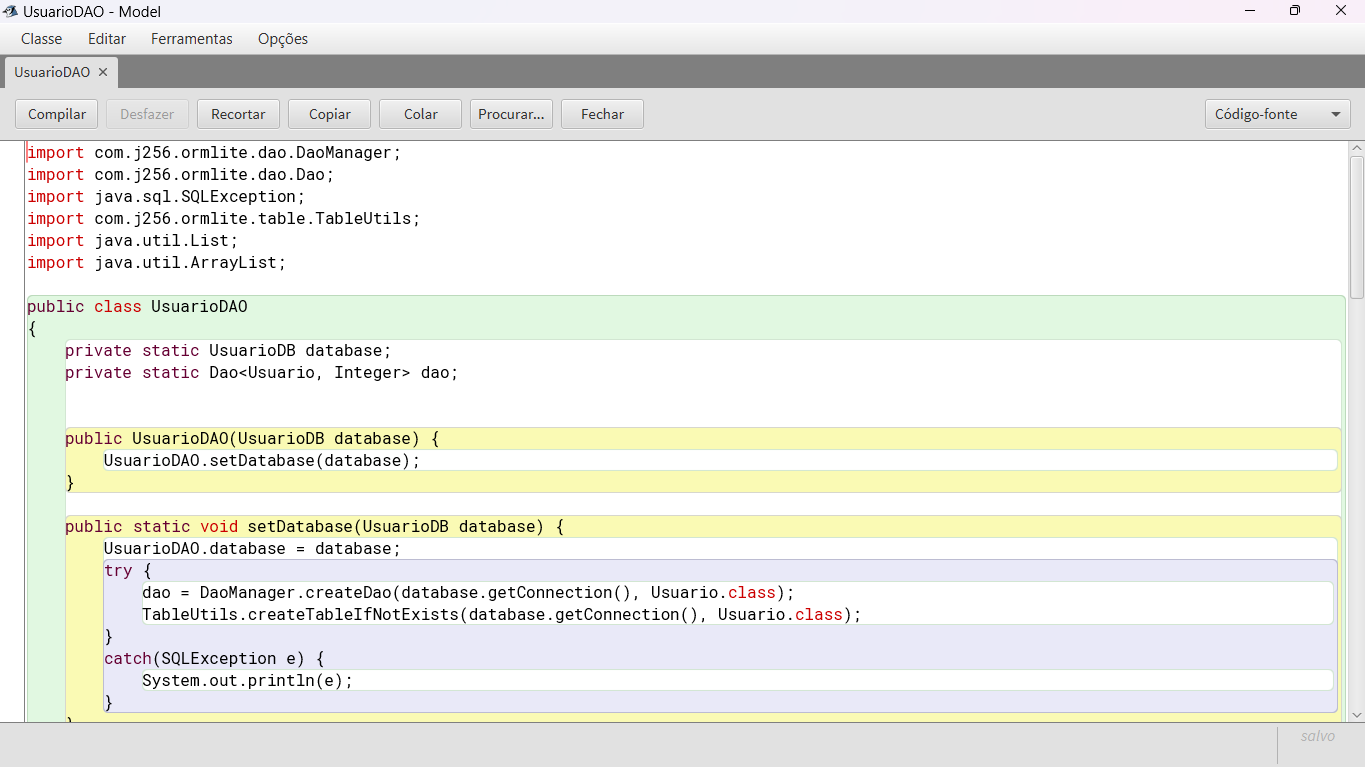 UsuarioDAO - Model
Classe Editar Ferramentas Opções
UsuarioDAO
Compilar Desfazer Recortar Copiar Colar Procurar... Fechar Código-fonte
import com.j256.ormlite.dao.DaoManager;
import com.j256.ormlite.dao.Dao;
import java.sql.SQLException;
import com.j256.ormlite.table.TableUtils;
import java.util.List;
import java.util.ArrayList;
public class UsuarioDAO
{
private static UsuarioDB database;
private static Dao<Usuario, Integer> dao;
public UsuarioDAO(UsuarioDB database) {
UsuarioDAO.setDatabase(database);
}
public static void setDatabase(UsuarioDB database) {
UsuarioDAO.database = database;
try {
dao = DaoManager.createDao(database.getConnection(), Usuario.class);
TableUtils.createTableIfNotExists(database.getConnection(), Usuario.class);
}
catch(SQLException e) {
System.out.println(e);
}
}
salvo